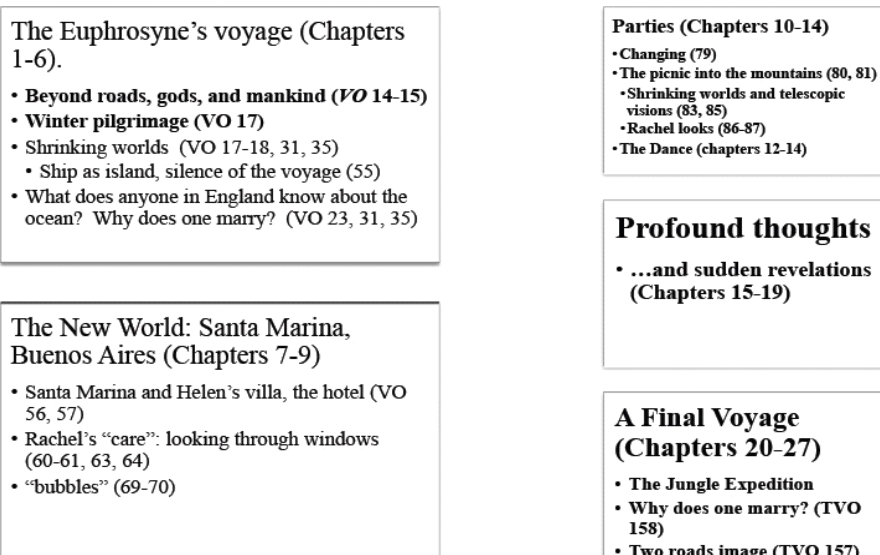 The Euphrosyne's voyage (Chapters
1-6).
• Beyond roads, gods, and mankind (VO 14-15)
• Winter pilgrimage (VO 17)
• Shrinking worlds  (VO 17-18, 31, 35)
• Ship as island, silence of the voyage (55)
• What does anyone in England know about the
ocean?  Why does one marry?  (VO 23, 31, 35)
The New World: Santa Marina,
Buenos Aires (Chapters 7-9)
• Santa Marina and Helen's villa, the hotel (VO
56, 57)
• Rachel's “care”: looking through windows
(60-61, 63, 64)
• “bubbles” (69-70)
Parties (Chapters 10-14)
• Changing (79)
• The picnic into the mountains (80, 81)
• Shrinking worlds and telescopic
visions (83, 85)
• Rachel looks (86-87)
• The Dance (chapters 12-14)
Profound thoughts
• …and sudden revelations
(Chapters 15-19)
A Final Voyage
(Chapters 20-27)
• The Jungle Expedition
• Why does one marry? (TVO
158)
• Two roads image (TVO 157)